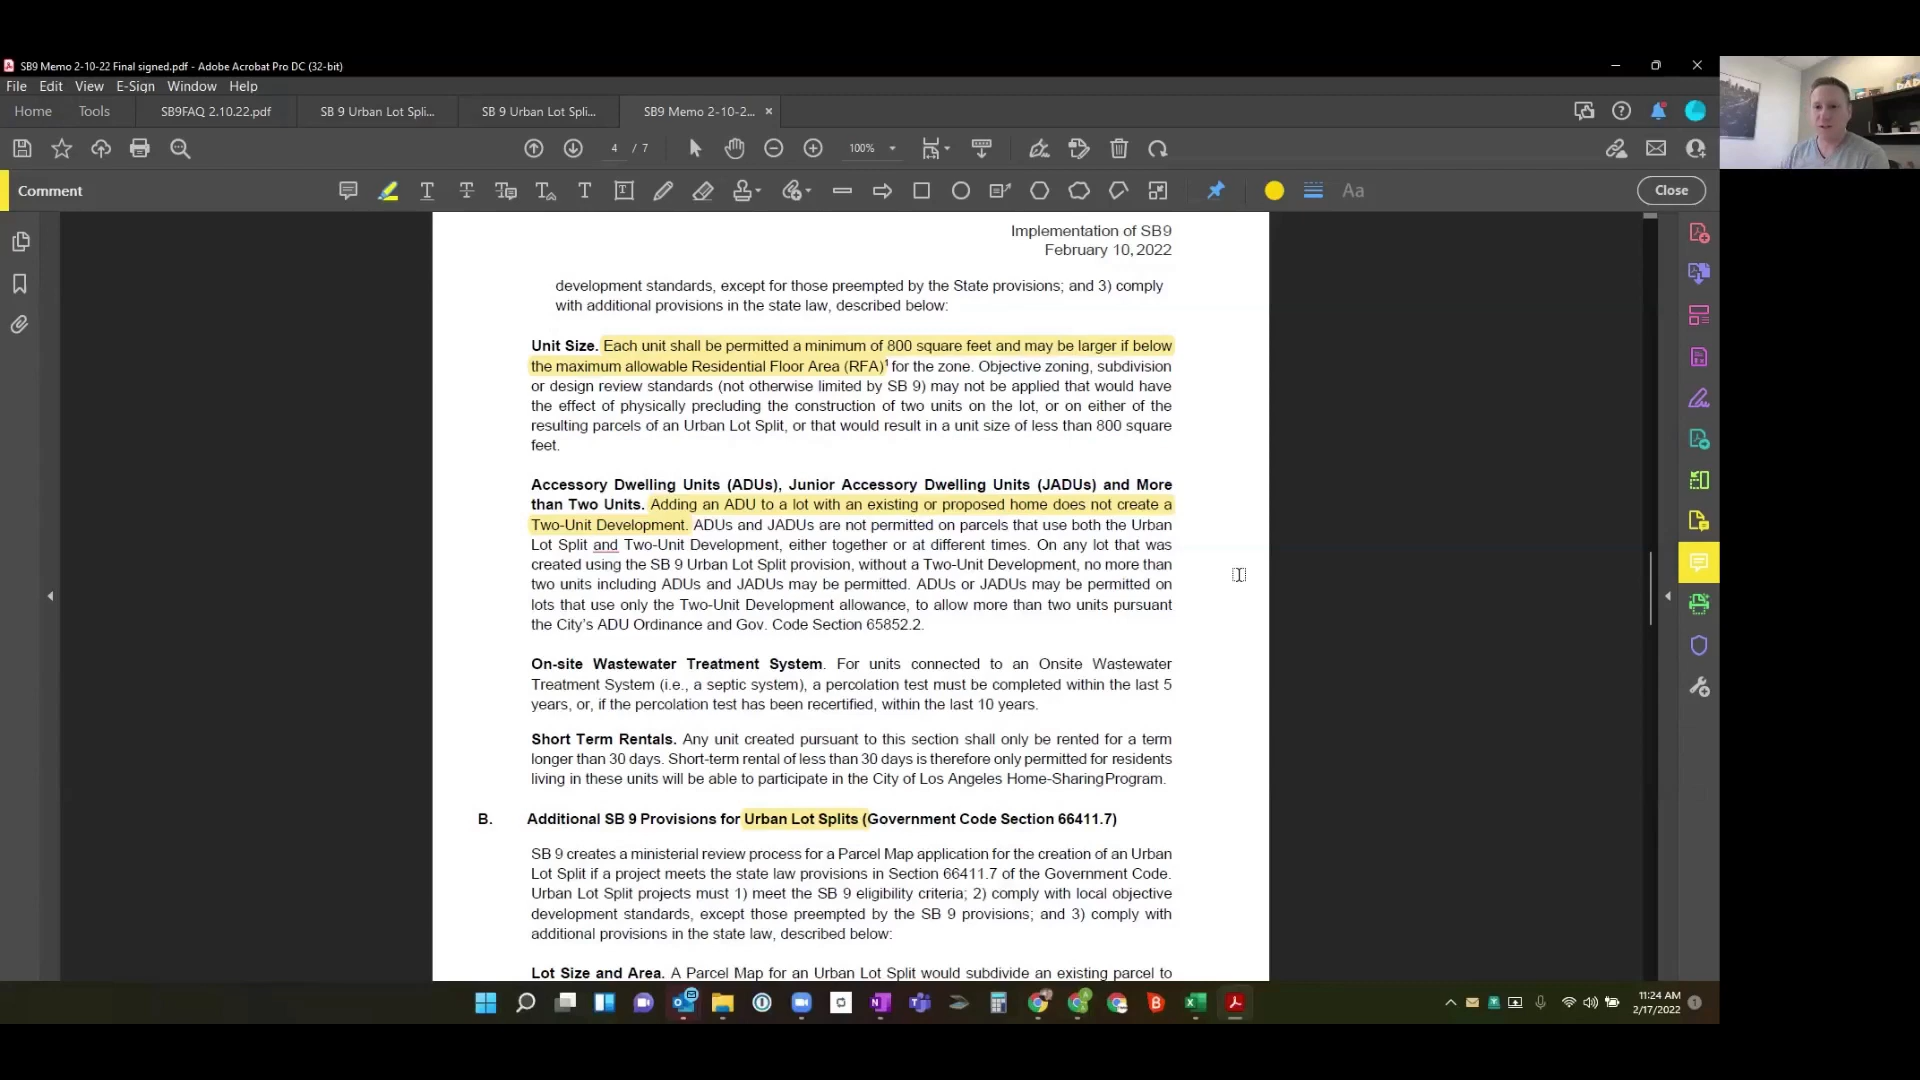 SB9 Memo 2-10-22 Final signed.pdf - Adobe Acrobat Pro DC (32-bit)
File Edit View E-Sign Window Help
Home Tools SB9FAQ 2.10.22.pdf SB 9 Urban Lot Spli... SB 9 Urban Lot Spli... SB9 Memo 2-10-2... ×
4 / 7 100%
Comment Aa Close
Implementation of SB9
February 10, 2022
development standards, except for those preempted by the State provisions; and 3) comply
with additional provisions in the state law, described below:
Unit Size. Each unit shall be permitted a minimum of 800 square feet and may be larger if below
the maximum allowable Residential Floor Area (RFA)¹ for the zone. Objective zoning, subdivision
or design review standards (not otherwise limited by SB 9) may not be applied that would have
the effect of physically precluding the construction of two units on the lot, or on either of the
resulting parcels of an Urban Lot Split, or that would result in a unit size of less than 800 square
feet.
Accessory Dwelling Units (ADUs), Junior Accessory Dwelling Units (JADUs) and More
than Two Units. Adding an ADU to a lot with an existing or proposed home does not create a
Two-Unit Development. ADUs and JADUs are not permitted on parcels that use both the Urban
Lot Split and Two-Unit Development, either together or at different times. On any lot that was
created using the SB 9 Urban Lot Split provision, without a Two-Unit Development, no more than
two units including ADUs and JADUs may be permitted. ADUs or JADUs may be permitted on
lots that use only the Two-Unit Development allowance, to allow more than two units pursuant
the City's ADU Ordinance and Gov. Code Section 65852.2.
On-site Wastewater Treatment System. For units connected to an Onsite Wastewater
Treatment System (i.e., a septic system), a percolation test must be completed within the last 5
years, or, if the percolation test has been recertified, within the last 10 years.
Short Term Rentals. Any unit created pursuant to this section shall only be rented for a term
longer than 30 days. Short-term rental of less than 30 days is therefore only permitted for residents
living in these units will be able to participate in the City of Los Angeles Home-SharingProgram.
B. Additional SB 9 Provisions for Urban Lot Splits (Government Code Section 66411.7)
SB 9 creates a ministerial review process for a Parcel Map application for the creation of an Urban
Lot Split if a project meets the state law provisions in Section 66411.7 of the Government Code.
Urban Lot Split projects must 1) meet the SB 9 eligibility criteria; 2) comply with local objective
development standards, except those preempted by the SB 9 provisions; and 3) comply with
additional provisions in the state law, described below:
Lot Size and Area. A Parcel Map for an Urban Lot Split would subdivide an existing parcel to
11:24 AM
2/17/2022